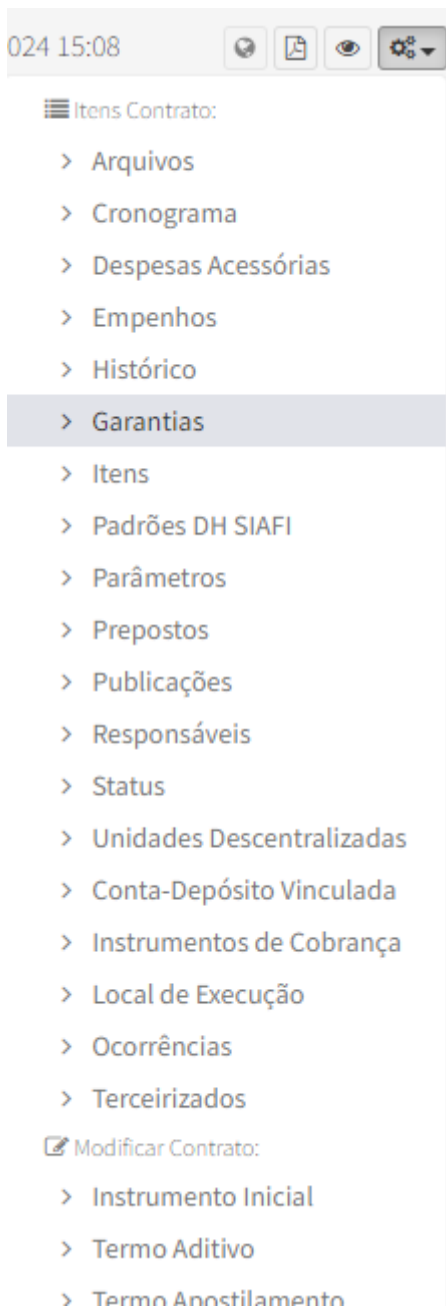 024 15:08
Itens Contrato:
Arquivos
Cronograma
Despesas Acessórias
Empenhos
Histórico
Garantias
Itens
Padrões DH SIAFI
Parâmetros
Prepostos
Publicações
Responsáveis
Status
Unidades Descentralizadas
Conta-Depósito Vinculada
Instrumentos de Cobrança
Local de Execução
Ocorrências
Terceirizados
Modificar Contrato:
Instrumento Inicial
Termo Aditivo
Termo Apostilamento